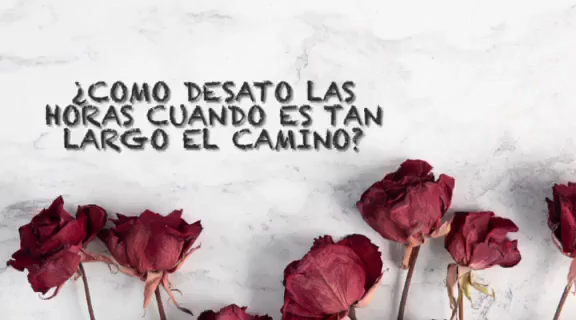 ¿COMO DESATO LAS
HORAS CUANDO ES TAN
LARGO EL CAMINO?